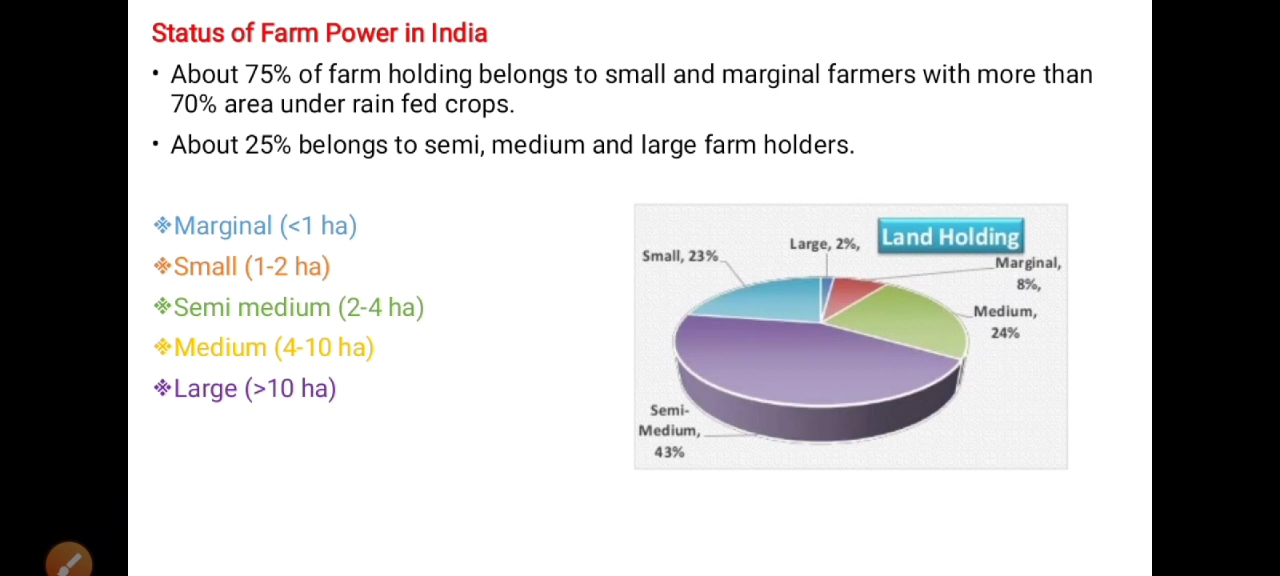 Status of Farm Power in India
• About 75% of farm holding belongs to small and marginal farmers with more than
70% area under rain fed crops.
• About 25% belongs to semi, medium and large farm holders.
❖Marginal (<1 ha)
❖Small (1-2 ha)
❖Semi medium (2-4 ha)
❖Medium (4-10 ha)
❖Large (>10 ha)
Land Holding
Large, 2%,
Small, 23%
Marginal,
8%,
Medium,
24%
Semi-
Medium,
43%